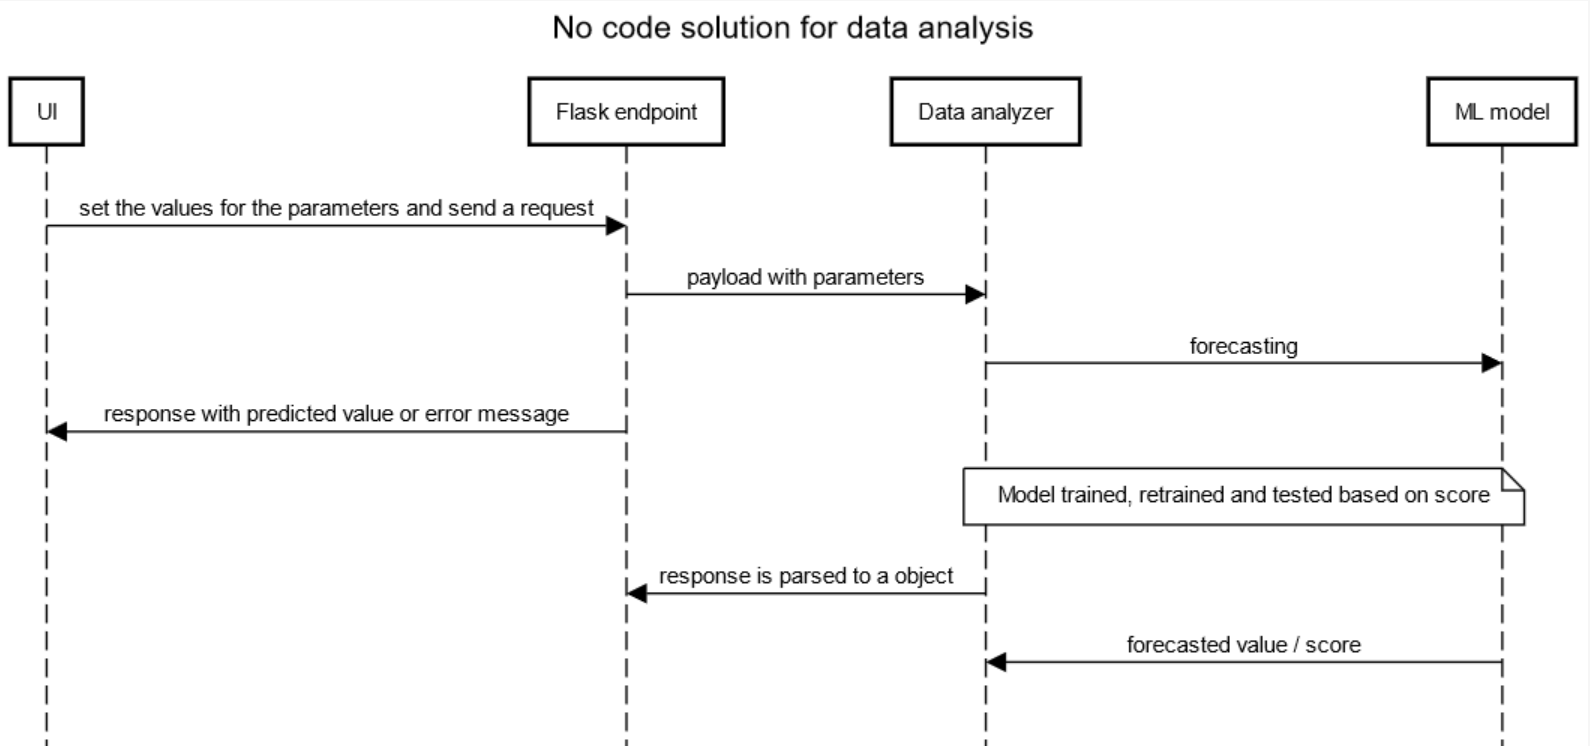 No code solution for data analysis
UI
Flask endpoint
Data analyzer
ML model
set the values for the parameters and send a request
payload with parameters
forecasting
response with predicted value or error message
Model trained, retrained and tested based on score
response is parsed to a object
forecasted value / score